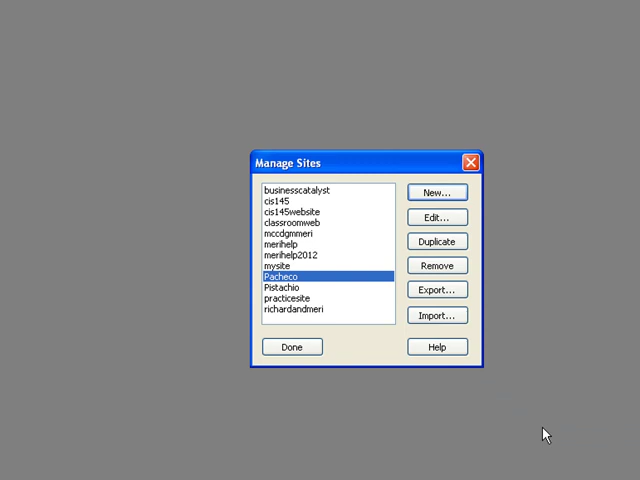 Manage Sites
businesscatalyst
cis145
cis145website
classroomweb
mccdgmmeri
merihelp
merihelp2012
mysite
Pacheco
Pistachio
practicesite
richardandmeri
New...
Edit...
Duplicate
Remove
Export...
Import...
Done
Help